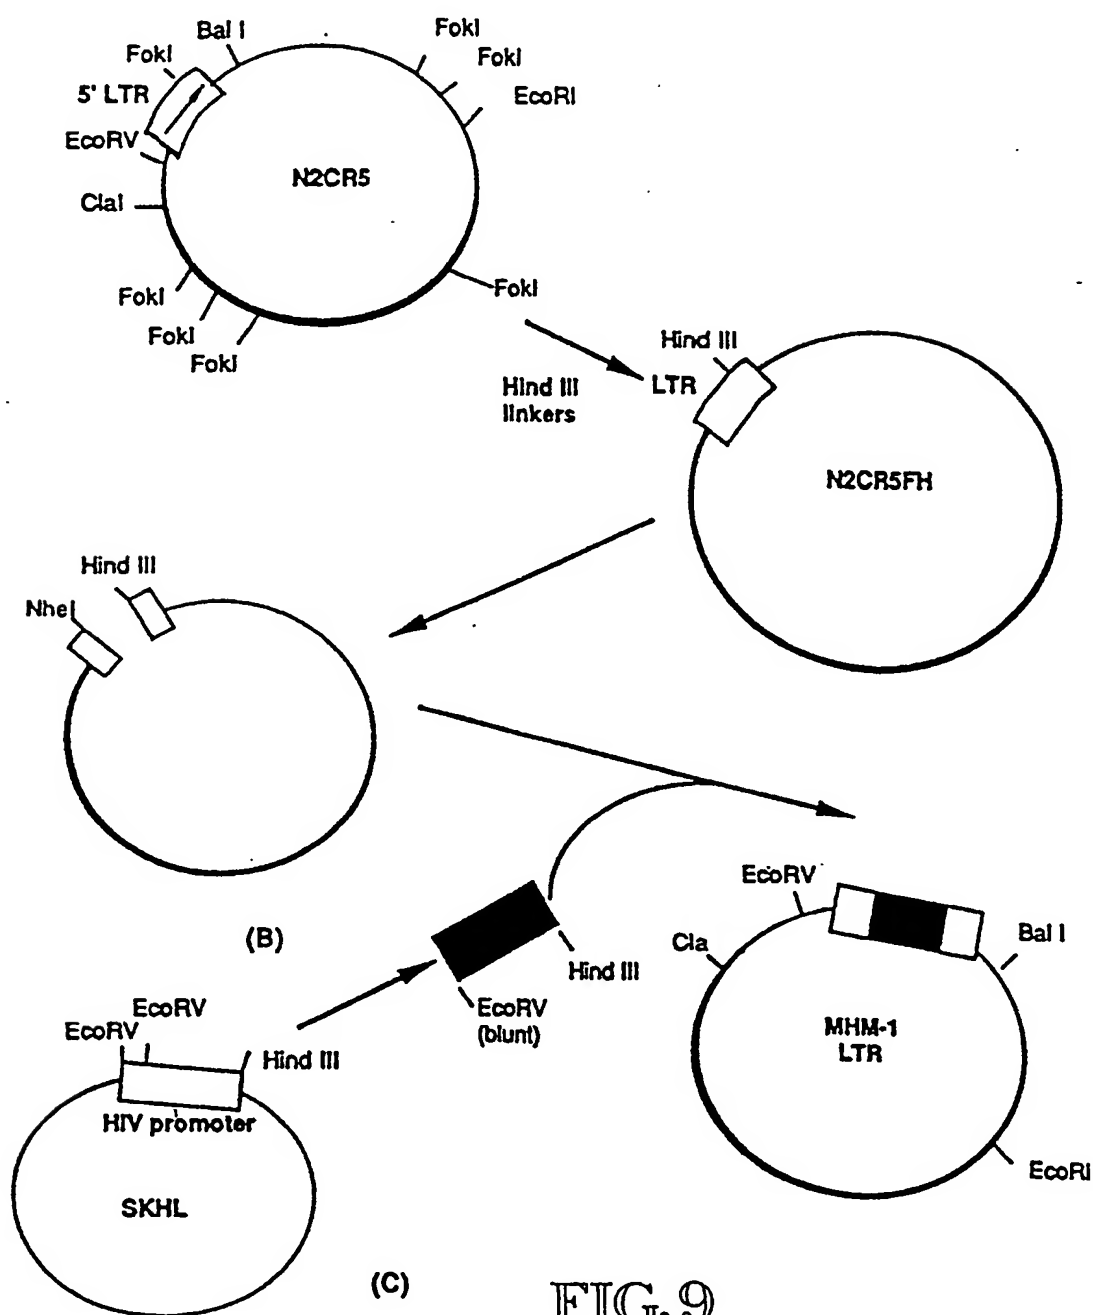 Bal I
FokI
FokI
FokI
5' LTR
EcoRI
EcoRV
N2CR5
ClaI
FokI
FokI
FokI
FokI
Hind III
Hind III
linkers
LTR
N2CR5FH
Hind III
NheI
EcoRV
Bal I
Cla
(B)
Hind III
EcoRV
(blunt)
EcoRV
EcoRV
Hind III
MHM-1
LTR
HIV promoter
EcoRI
SKHL
(C)
FIG. 9